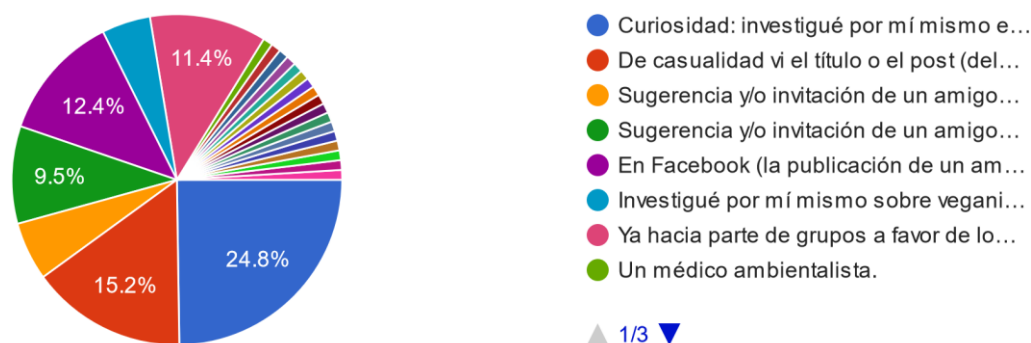 11.4%
12.4%
9.5%
15.2%
24.8%
Curiosidad: investigué por mí mismo e…
De casualidad vi el título o el post (del…
Sugerencia y/o invitación de un amigo…
Sugerencia y/o invitación de un amigo…
En Facebook (la publicación de un am…
Investigué por mí mismo sobre vegani…
Ya hacia parte de grupos a favor de lo…
Un médico ambientalista.
1/3